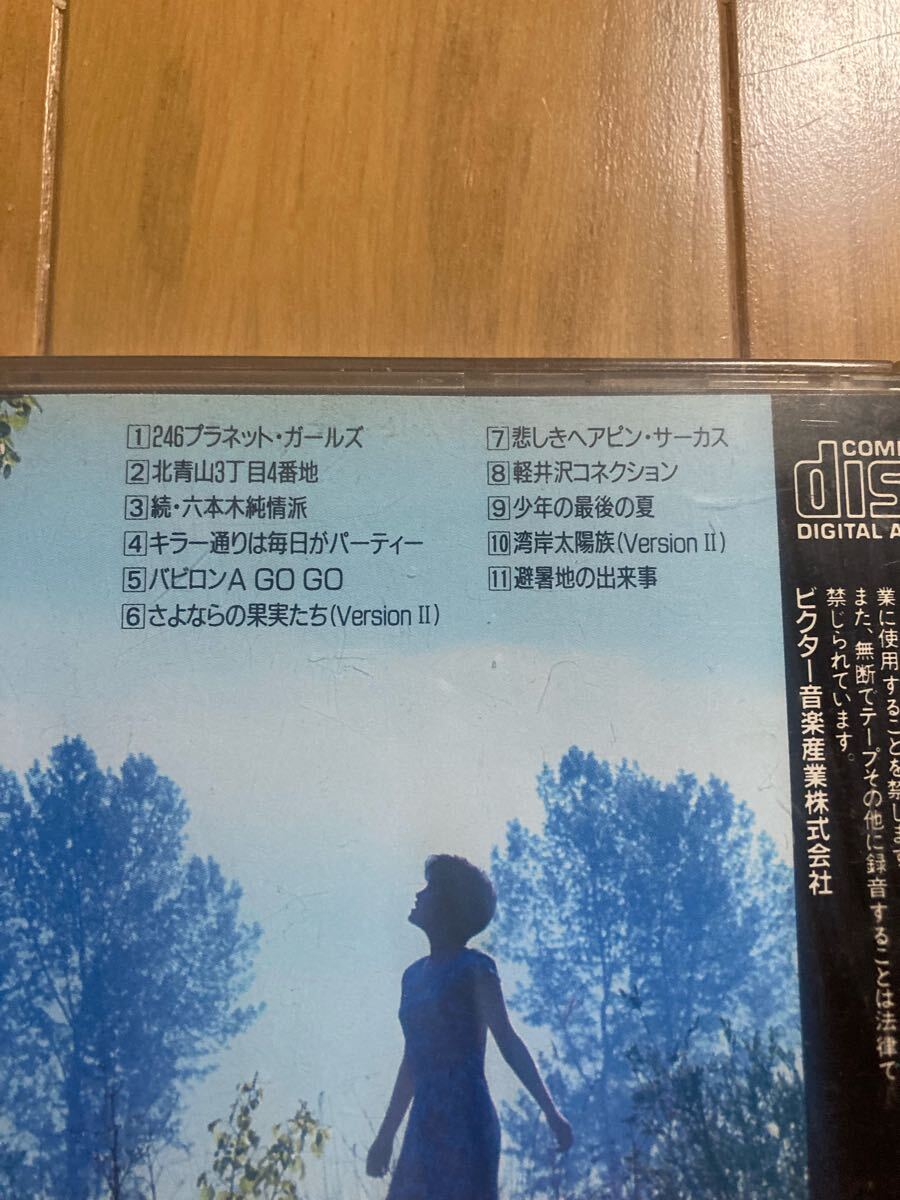 1 246プラネット・ガールズ
2 北青山3丁目4番地
3 続・六本木純情派
4 キラー通りは毎日がパーティー
5 バビロンA GO GO
6 さよならの果実たち(Version II)
7 悲しきヘアピン・サーカス
8 軽井沢コネクション
9 少年の最後の夏
10 湾岸太陽族(Version II)
11 避暑地の出来事
DIGITAL
業に使用することを禁じます
また、無断でテープその他に録音することは法律で
禁じられています。
ビクター音楽産業株式会社